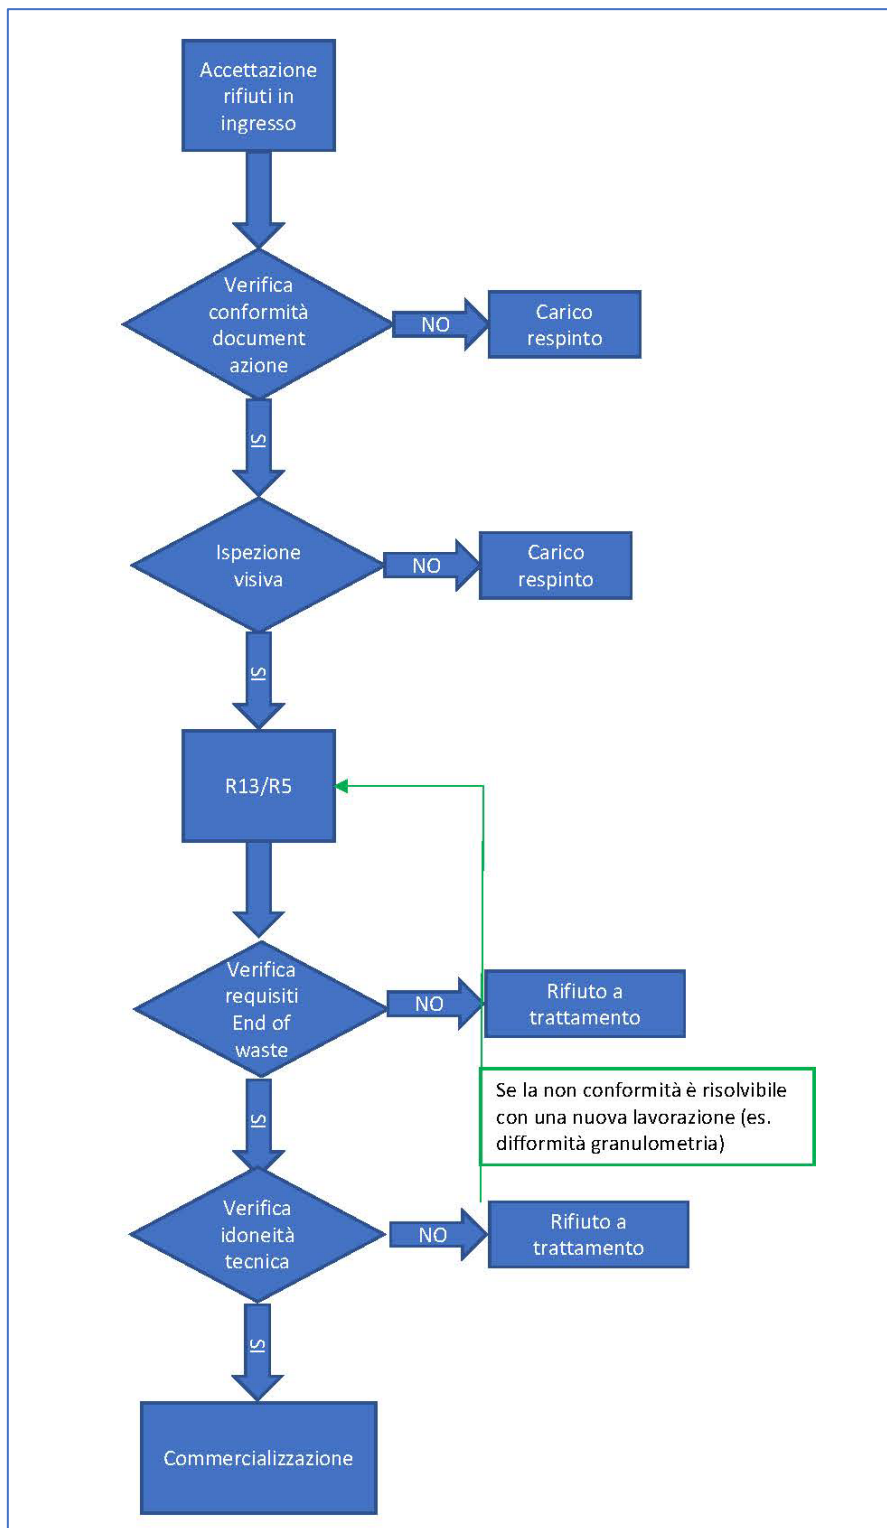 Accettazione
rifiuti in
ingresso
Verifica
conformità
document
azione
NO
Carico
respinto
SI
Ispezione
visiva
NO
Carico
respinto
SI
R13/R5
Verifica
requisiti
End of
waste
NO
Rifiuto a
trattamento
Se la non conformità è risolvibile
con una nuova lavorazione (es.
difformità granulometria)
SI
Verifica
idoneità
tecnica
NO
Rifiuto a
trattamento
SI
Commercializzazione